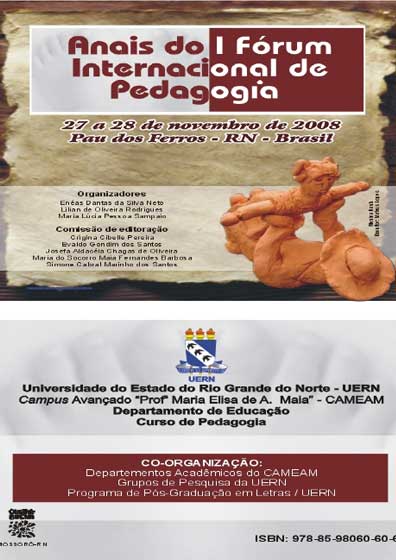 Anais do I Fórum
Internacional de
Pedagogia
27 a 28 de novembro de 2008
Pau dos Ferros - RN - Brasil
Organizadores
Enéas Dantas da Silva Neto
Lílian de Oliveira Rodrigues
Maria Lúcia Pessoa Sampaio
Comissão de editoração
Crigina Cibelle Pereira
Evaldo Gondim dos Santos
Josefa Aldacéia Chagas de Oliveira
Maria do Socorro Maia Fernandes Barbosa
Simone Cabral Marinho dos Santos
UERN
Universidade do Estado do Rio Grande do Norte - UERN
Campus Avançado "Profª Maria Elisa de A. Maia" - CAMEAM
Departamento de Educação
Curso de Pedagogia
CO-ORGANIZAÇÃO:
Departementos Acadêmicos do CAMEAM
Grupos de Pesquisa da UERN
Programa de Pós-Graduação em Letras / UERN
MOSSORÓ-RN
ISBN: 978-85-98060-60-6